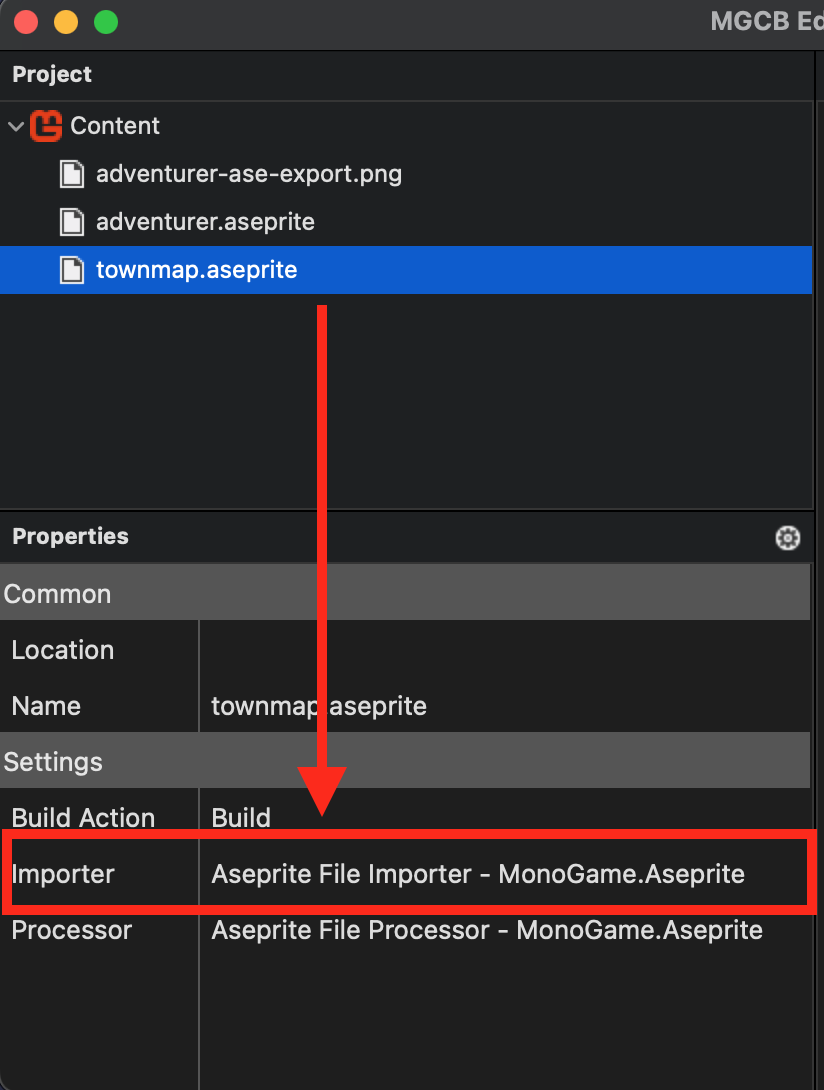 MGCB Ed
Project
Content
adventurer-ase-export.png
adventurer.aseprite
townmap.aseprite
Properties
Common
Location
Name townmap.aseprite
Settings
Build Action Build
Importer Aseprite File Importer - MonoGame.Aseprite
Processor Aseprite File Processor - MonoGame.Aseprite